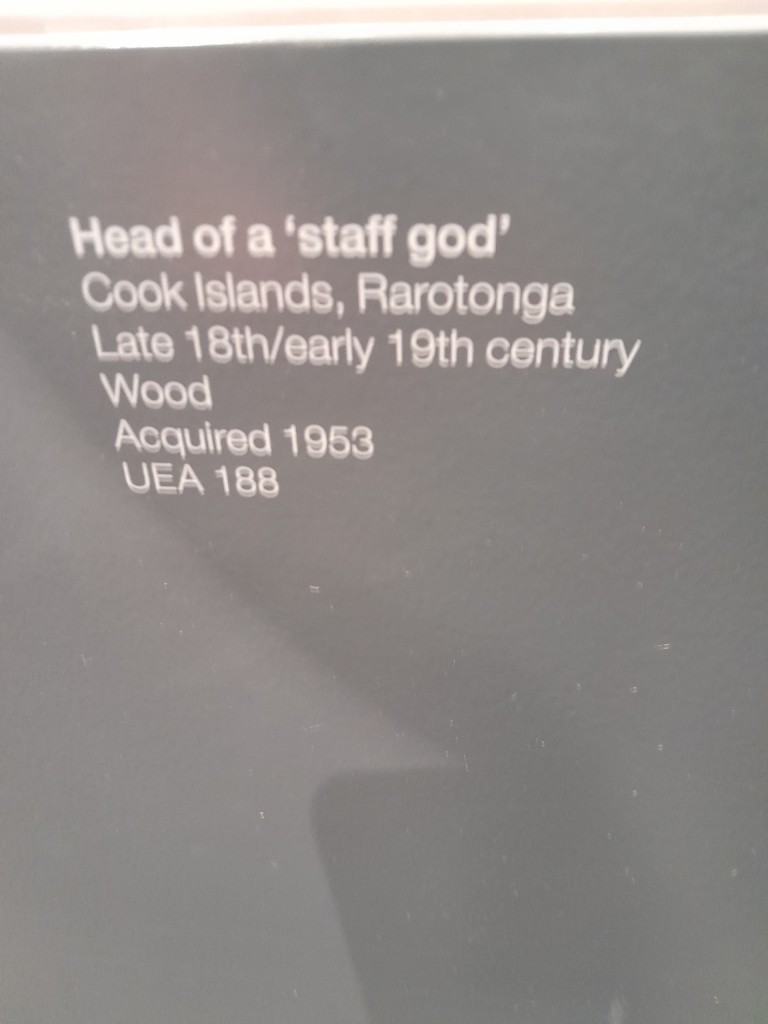 Head of a ‘staff god’
Cook Islands, Rarotonga
Late 18th/early 19th century
Wood
Acquired 1953
UEA 188